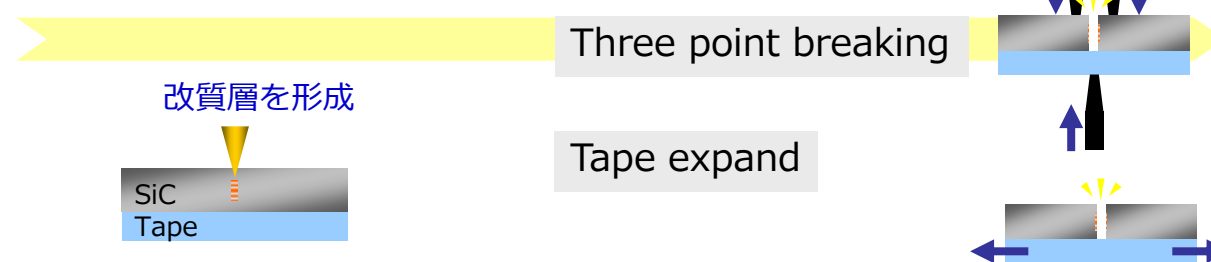 Three point breaking
改質層を形成
Tape expand
SiC
Tape